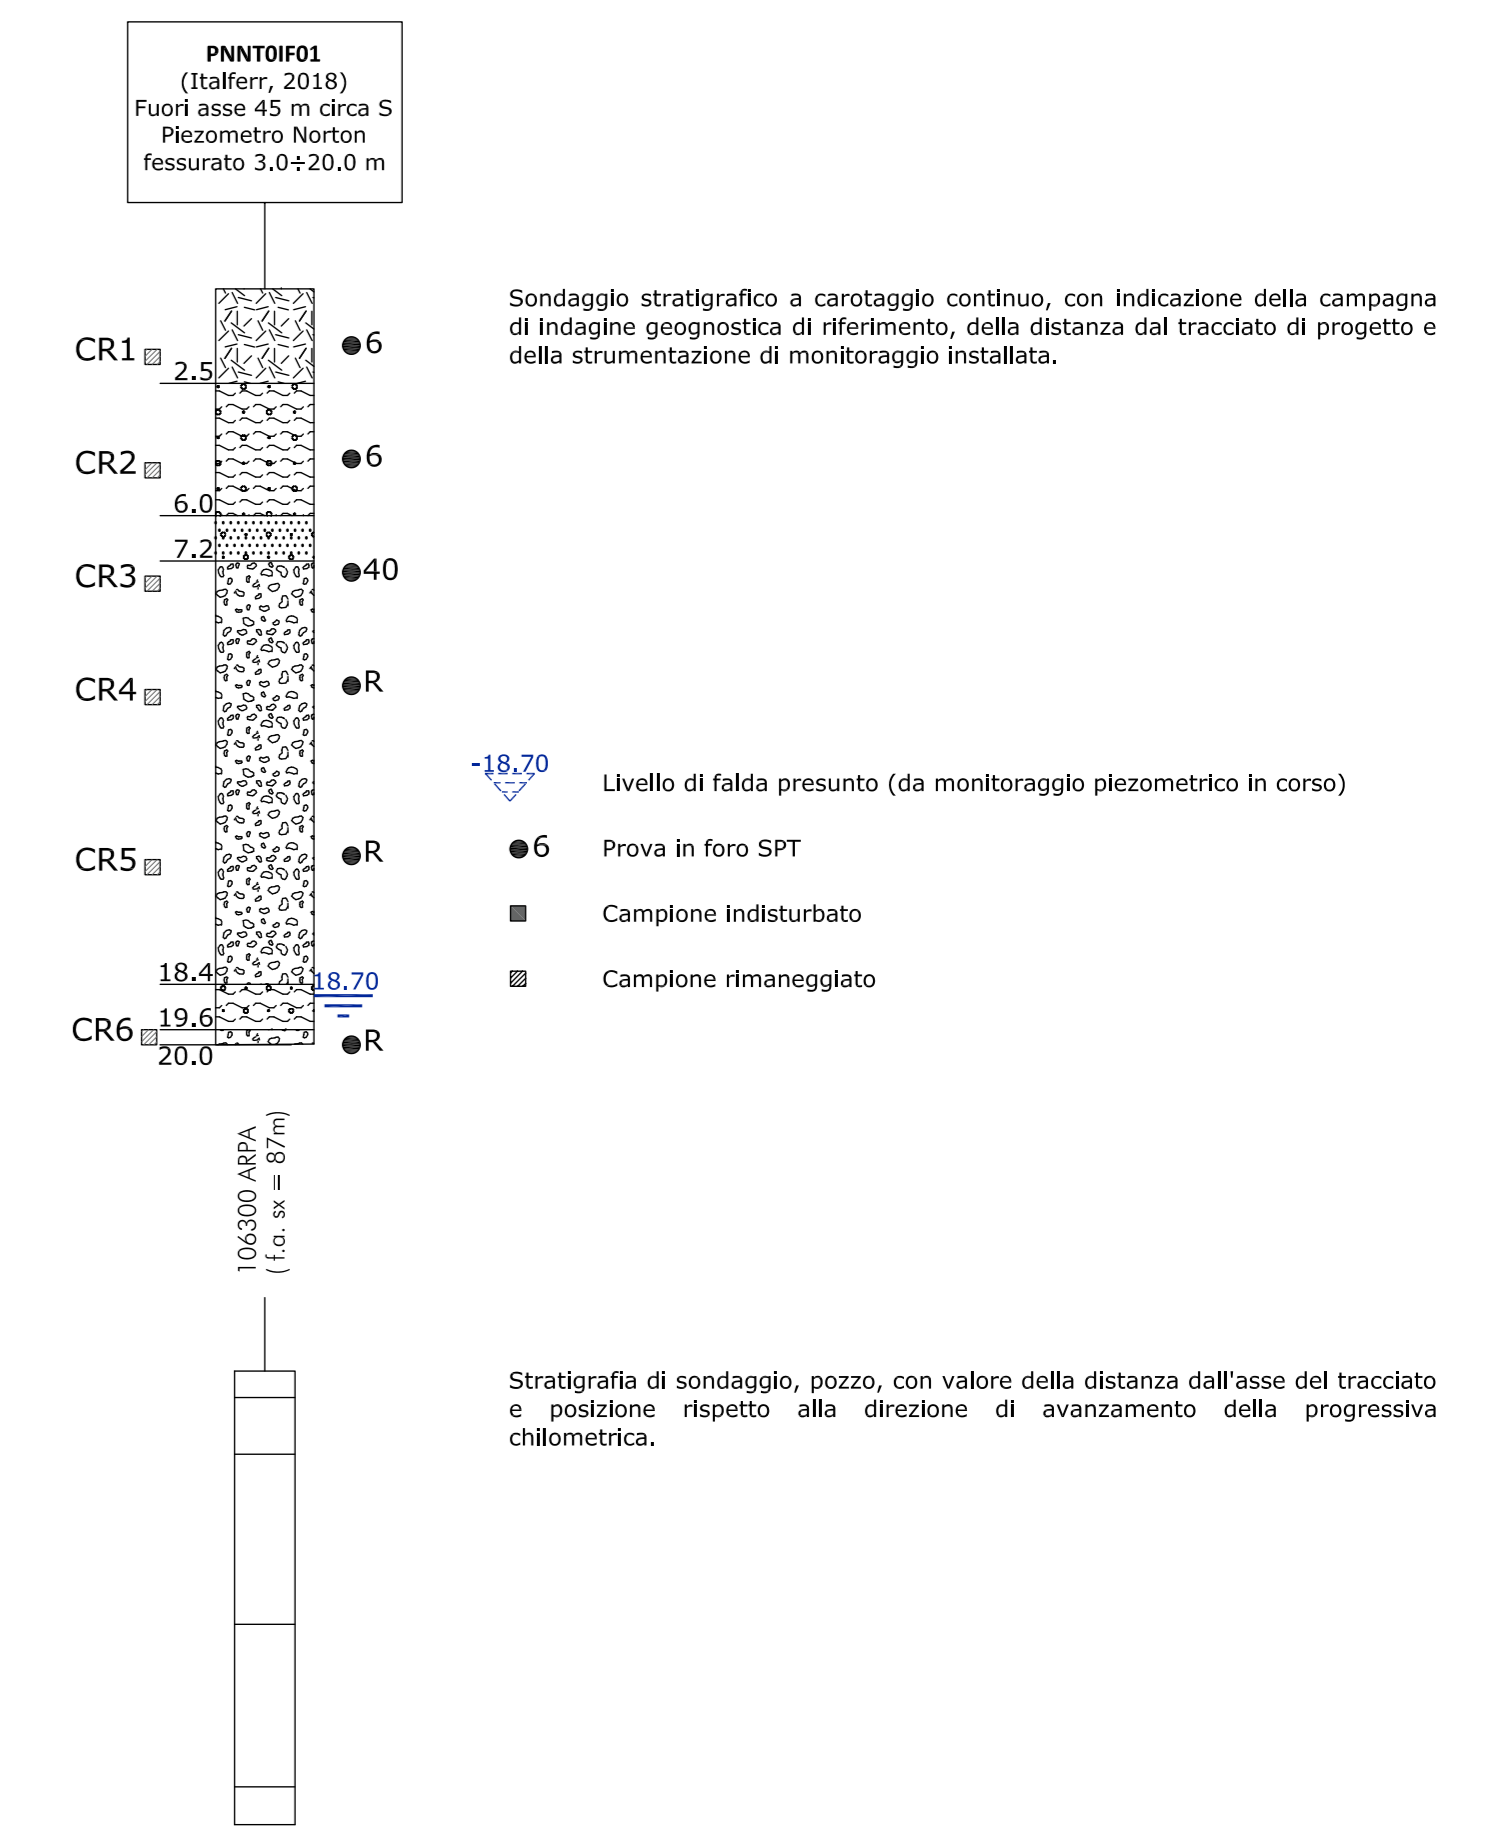 PNNT0IF01
(Italferr, 2018)
Fuori asse 45 m circa S
Piezometro Norton
fessurato 3.0÷20.0 m
Sondaggio stratigrafico a carotaggio continuo, con indicazione della campagna
di indagine geognostica di riferimento, della distanza dal tracciato di progetto e
della strumentazione di monitoraggio installata.
CR1
6
2.5
CR2
6
6.0
7.2
CR3
40
CR4
R
-18.70
Livello di falda presunto (da monitoraggio piezometrico in corso)
6
Prova in foro SPT
CR5
R
Campione indisturbato
18.4
18.70
Campione rimaneggiato
19.6
CR6
R
20.0
106300 ARPA
( f.a. sx = 87m)
Stratigrafia di sondaggio, pozzo, con valore della distanza dall'asse del tracciato
e posizione rispetto alla direzione di avanzamento della progressiva
chilometrica.